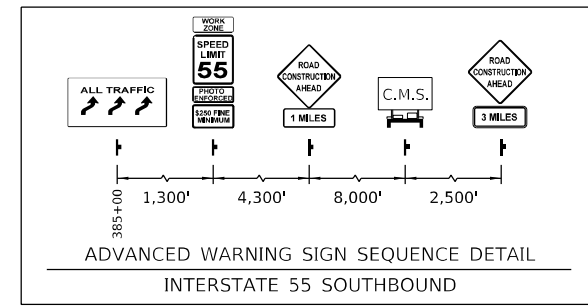 WORK
ZONE
SPEED
LIMIT
55
PHOTO
ENFORCED
$250 FINE
MINIMUM
ALL TRAFFIC
ROAD
CONSTRUCTION
AHEAD
1 MILES
C.M.S.
ROAD
CONSTRUCTION
AHEAD
3 MILES
385+00
1,300'
4,300'
8,000'
2,500'
ADVANCED WARNING SIGN SEQUENCE DETAIL
INTERSTATE 55 SOUTHBOUND